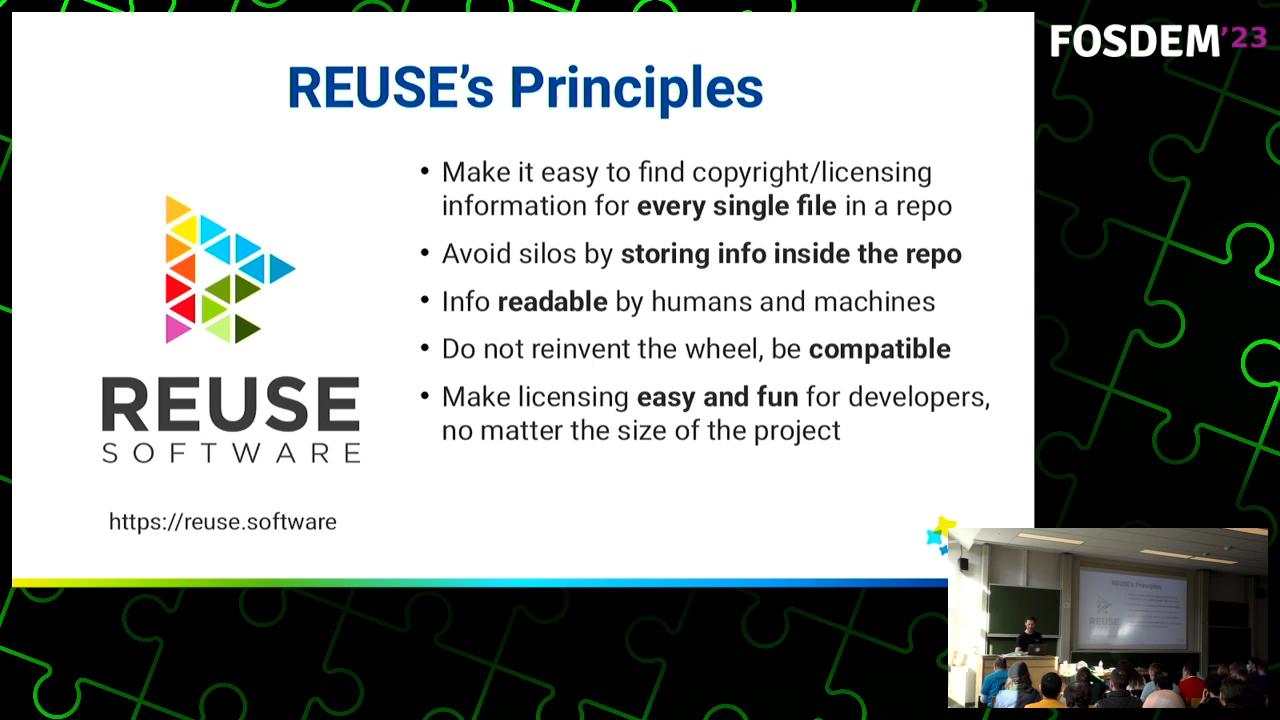 REUSE's Principles
FOSDEM'23
• Make it easy to find copyright/licensing
information for every single file in a repo
• Avoid silos by storing info inside the repo
• Info readable by humans and machines
• Do not reinvent the wheel, be compatible
• Make licensing easy and fun for developers,
no matter the size of the project
REUSE
SOFTWARE
https://reuse.software
REUSE's Principles
REUSE